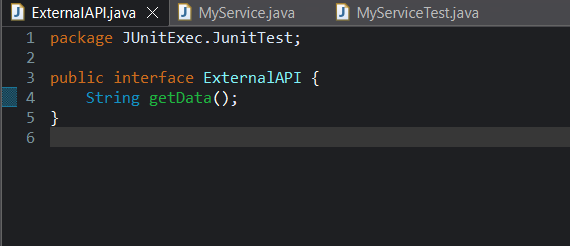 ExternalAPI.java MyService.java MyServiceTest.java
1 package JUnitExec.JunitTest;
2
3 public interface ExternalAPI {
4 String getData();
5 }
6